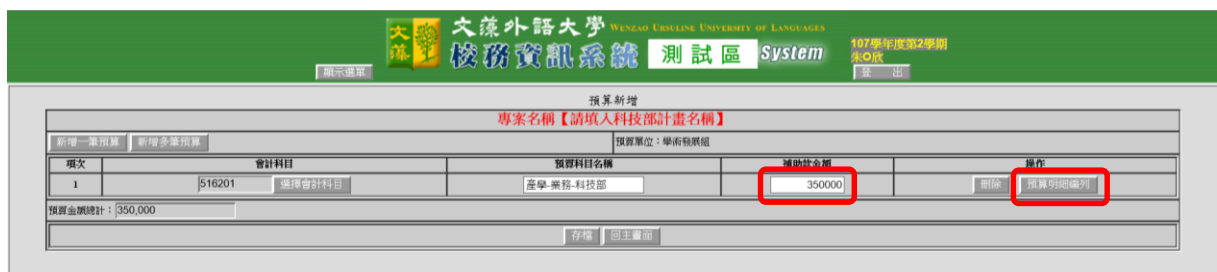 文藻
文藻外語大學 WENZAO URSULINE UNIVERSITY OF LANGUAGES
校務資訊系統 測試區 System
107學年度第2學期
朱O欣
顯示選單
登 出
預算新增
專案名稱【請填入科技部計畫名稱】
新增一筆預算 新增多筆預算 預算單位：學術發展組
項次 會計科目 預算科目名稱 補助款金額 操作
1 516201 選擇會計科目 產學-業務-科技部 350000 刪除 預算明細編列
預算金額總計：350,000
存檔 回主畫面